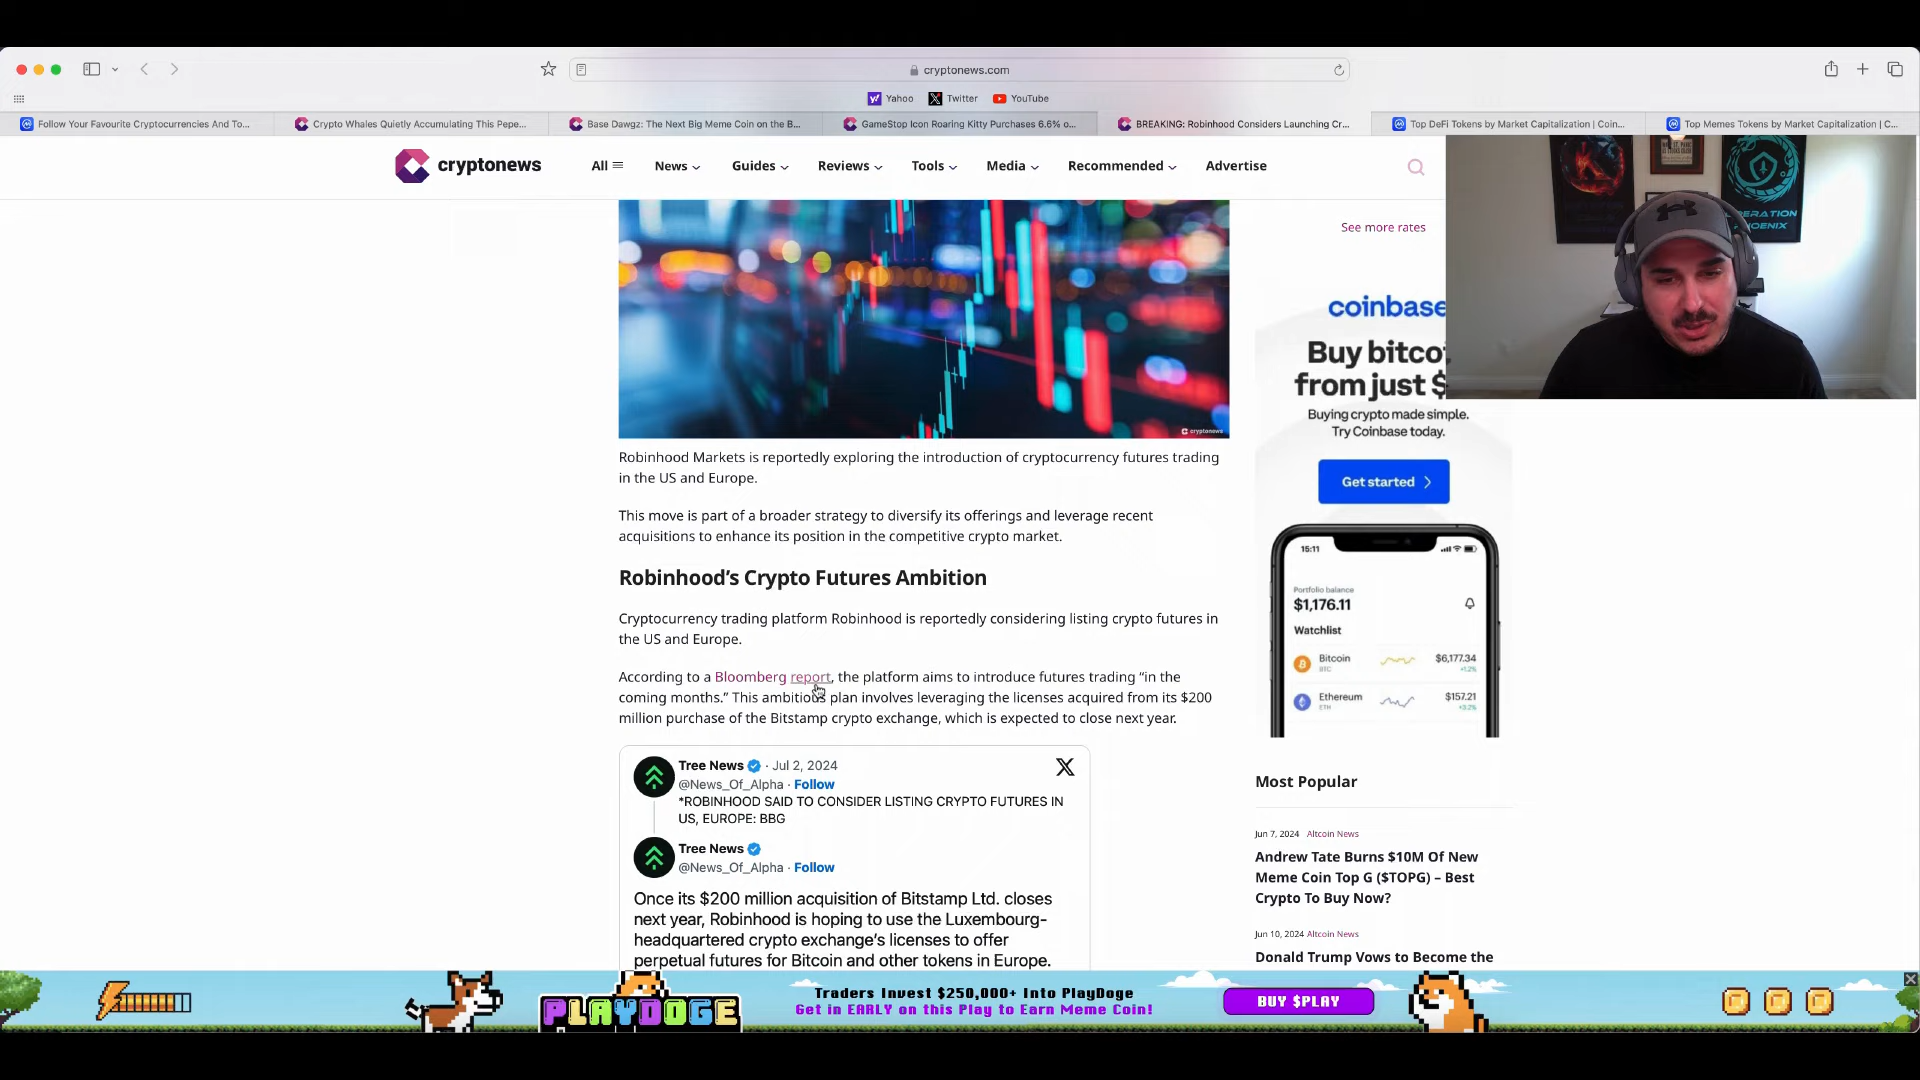 cryptonews.com
Yahoo Twitter YouTube
Follow Your Favourite Cryptocurrencies And To...
Crypto Whales Quietly Accumulating This Pepe...
Base Dawgz: The Next Big Meme Coin on the B...
GameStop Icon Roaring Kitty Purchases 6.6% o...
BREAKING: Robinhood Considers Launching Cr...
Top DeFi Tokens by Market Capitalization | Coin...
Top Memes Tokens by Market Capitalization | C...
cryptonews
All News Guides Reviews Tools Media Recommended Advertise
See more rates
PERATION
cryptonews
Robinhood Markets is reportedly exploring the introduction of cryptocurrency futures trading
in the US and Europe.
This move is part of a broader strategy to diversify its offerings and leverage recent
acquisitions to enhance its position in the competitive crypto market.
Robinhood's Crypto Futures Ambition
Cryptocurrency trading platform Robinhood is reportedly considering listing crypto futures in
the US and Europe.
According to a Bloomberg report, the platform aims to introduce futures trading “in the
coming months.” This ambitious plan involves leveraging the licenses acquired from its $200
million purchase of the Bitstamp crypto exchange, which is expected to close next year.
Tree News · Jul 2, 2024
@News_Of_Alpha · Follow
*ROBINHOOD SAID TO CONSIDER LISTING CRYPTO FUTURES IN
US, EUROPE: BBG
Tree News
@News_Of_Alpha · Follow
Once its $200 million acquisition of Bitstamp Ltd. closes
next year, Robinhood is hoping to use the Luxembourg-
headquartered crypto exchange's licenses to offer
perpetual futures for Bitcoin and other tokens in Europe.
coinbase
Buy bitco
from just $
Buying crypto made simple.
Try Coinbase today.
Get started
15:11
Portfolio balance
$1,176.11
Watchlist
Bitcoin $6,177.34
BTC +1.2%
Ethereum $157.21
ETH +3.2%
Most Popular
Jun 7, 2024 Altcoin News
Andrew Tate Burns $10M Of New
Meme Coin Top G ($TOPG) – Best
Crypto To Buy Now?
Jun 10, 2024 Altcoin News
Donald Trump Vows to Become the
PLAYDOGE
Traders Invest $250,000+ Into PlayDoge
Get in EARLY on this Play to Earn Meme Coin!
BUY $PLAY